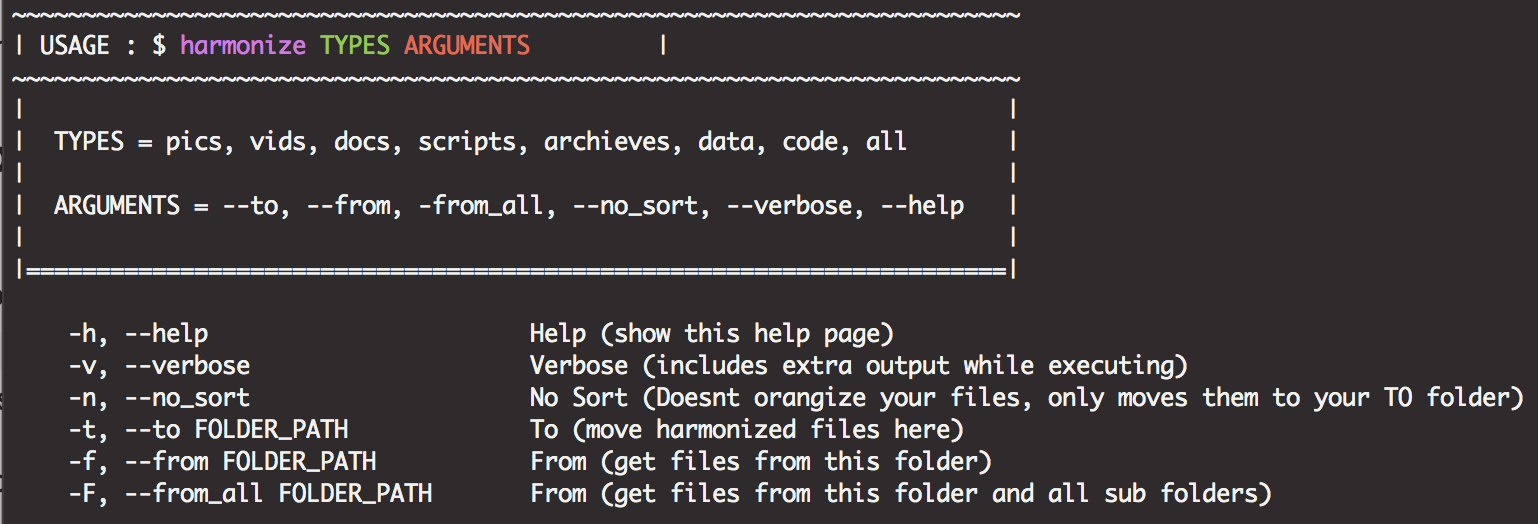 ~~~~~~~~~~~~~~~~~~~~~~~~~~~~~~~~~~~~~~~~~~~~~~~~~~~~~~~~~~~~~~~~~~~~~~~~
| USAGE : $ harmonize TYPES ARGUMENTS         |
~~~~~~~~~~~~~~~~~~~~~~~~~~~~~~~~~~~~~~~~~~~~~~~~~~~~~~~~~~~~~~~~~~~~~~~~
|                                                                      |
|  TYPES = pics, vids, docs, scripts, archieves, data, code, all       |
|                                                                      |
|  ARGUMENTS = --to, --from, -from_all, --no_sort, --verbose, --help   |
|                                                                      |
|======================================================================|
    -h, --help                       Help (show this help page)
    -v, --verbose                    Verbose (includes extra output while executing)
    -n, --no_sort                    No Sort (Doesnt orangize your files, only moves them to your TO folder)
    -t, --to FOLDER_PATH             To (move harmonized files here)
    -f, --from FOLDER_PATH           From (get files from this folder)
    -F, --from_all FOLDER_PATH       From (get files from this folder and all sub folders)